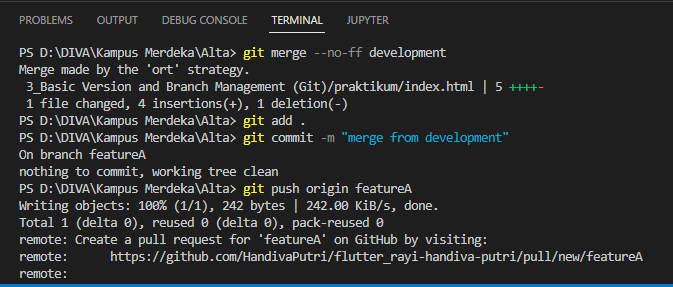 PROBLEMS OUTPUT DEBUG CONSOLE TERMINAL JUPYTER
PS D:\DIVA\Kampus Merdeka\Alta> git merge --no-ff development
Merge made by the 'ort' strategy.
 3_Basic Version and Branch Management (Git)/praktikum/index.html | 5 ++++-
 1 file changed, 4 insertions(+), 1 deletion(-)
PS D:\DIVA\Kampus Merdeka\Alta> git add .
PS D:\DIVA\Kampus Merdeka\Alta> git commit -m "merge from development"
On branch featureA
nothing to commit, working tree clean
PS D:\DIVA\Kampus Merdeka\Alta> git push origin featureA
Writing objects: 100% (1/1), 242 bytes | 242.00 KiB/s, done.
Total 1 (delta 0), reused 0 (delta 0), pack-reused 0
remote: Create a pull request for 'featureA' on GitHub by visiting:
remote:      https://github.com/HandivaPutri/flutter_rayi-handiva-putri/pull/new/featureA
remote: